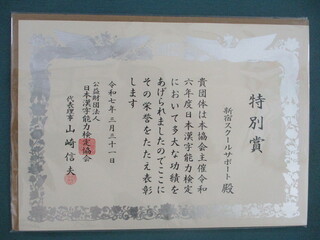 特別賞
新宿スクールサポート 殿
貴団体は本協会主催令和
六年度日本漢字能力検定
において多大な功績を
あげられましたのでここに
その栄誉をたたえ表彰
します
令和七年三月三十一日
公益財団法人
日本漢字能力検定協会
代表理事 山崎信夫